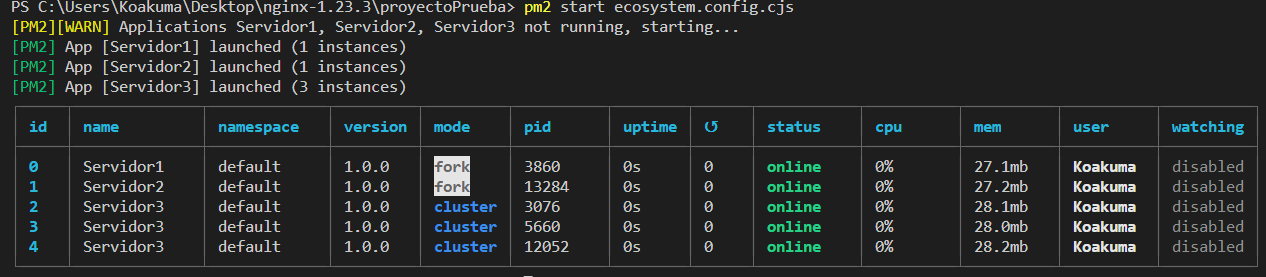 PS C:\Users\Koakuma\Desktop\nginx-1.23.3\proyectoPrueba> pm2 start ecosystem.config.cjs
[PM2][WARN] Applications Servidor1, Servidor2, Servidor3 not running, starting...
[PM2] App [Servidor1] launched (1 instances)
[PM2] App [Servidor2] launched (1 instances)
[PM2] App [Servidor3] launched (3 instances)
id name namespace version mode pid uptime ↺ status cpu mem user watching
0 Servidor1 default 1.0.0 fork 3860 0s 0 online 0% 27.1mb Koakuma disabled
1 Servidor2 default 1.0.0 fork 13284 0s 0 online 0% 27.2mb Koakuma disabled
2 Servidor3 default 1.0.0 cluster 3076 0s 0 online 0% 28.1mb Koakuma disabled
3 Servidor3 default 1.0.0 cluster 5660 0s 0 online 0% 28.0mb Koakuma disabled
4 Servidor3 default 1.0.0 cluster 12052 0s 0 online 0% 28.2mb Koakuma disabled